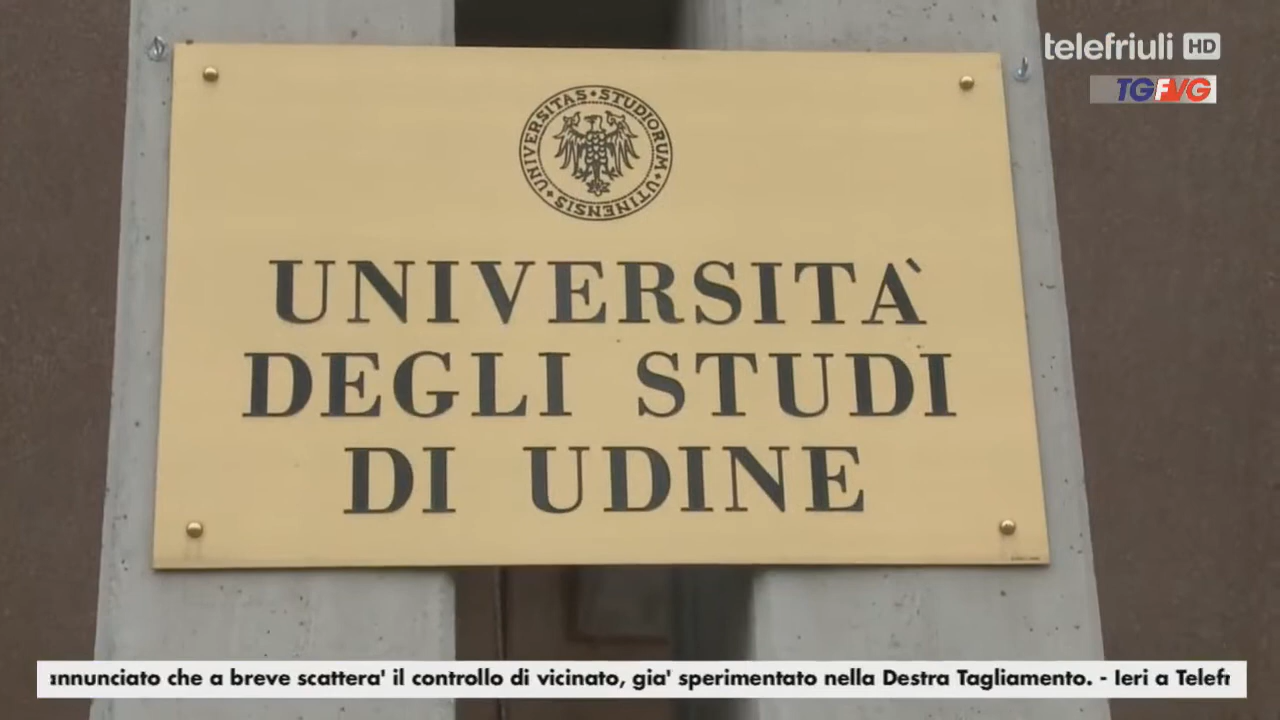 telefriuli HD
TGFVG
UNIVERSITAS • STUDIORUM • UTINENSIS •
UNIVERSITÀ
DEGLI STUDI
DI UDINE
annunciato che a breve scattera' il controllo di vicinato, gia' sperimentato nella Destra Tagliamento. - Ieri a Telefr